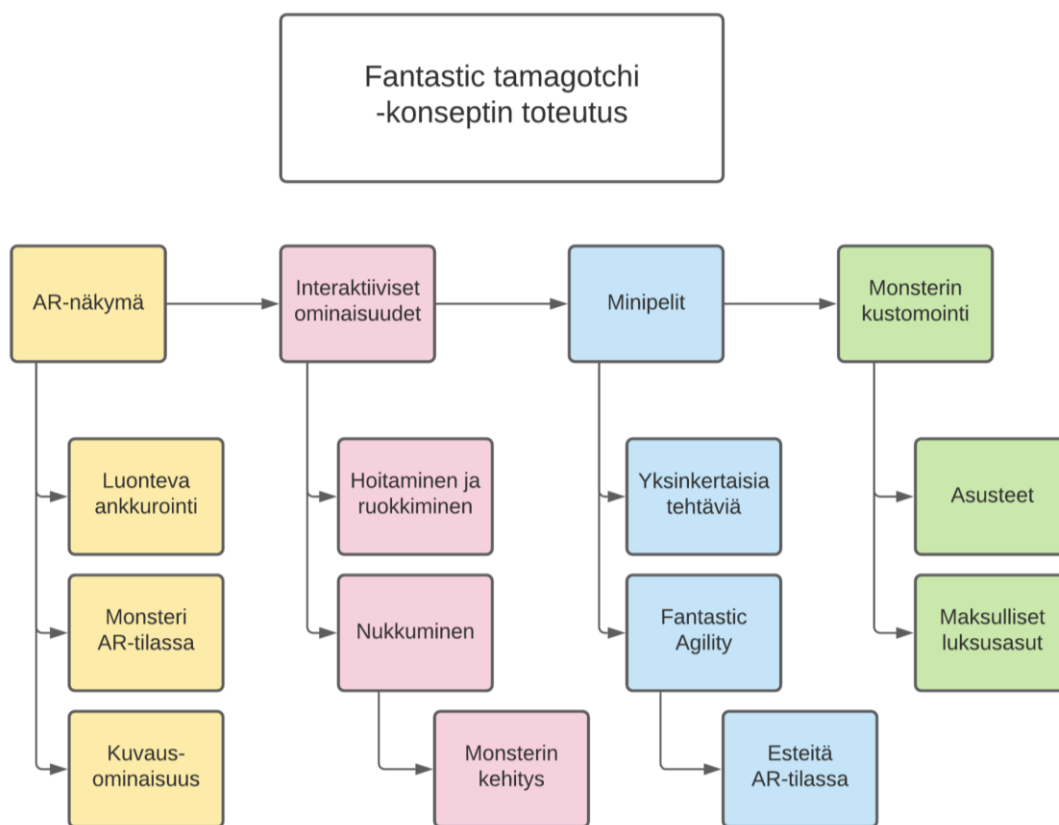 Fantastic tamagotchi
-konseptin toteutus
AR-näkymä
Interaktiiviset
ominaisuudet
Minipelit
Monsterin
kustomointi
Luonteva
ankkurointi
Hoitaminen ja
ruokkiminen
Yksinkertaisia
tehtäviä
Asusteet
Monsteri
AR-tilassa
Nukkuminen
Fantastic
Agility
Maksulliset
luksusasut
Kuvaus-
ominaisuus
Monsterin
kehitys
Esteitä
AR-tilassa